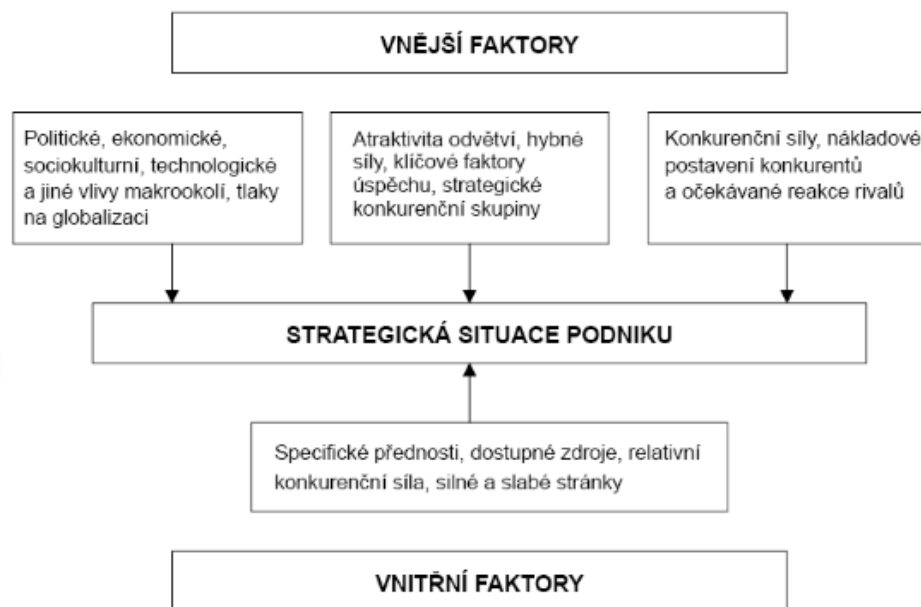 VNĚJŠÍ FAKTORY
Politické, ekonomické,
sociokulturní, technologické
a jiné vlivy makrookolí, tlaky
na globalizaci
Atraktivita odvětví, hybné
síly, klíčové faktory
úspěchu, strategické
konkurenční skupiny
Konkurenční síly, nákladové
postavení konkurentů
a očekávané reakce rivalů
STRATEGICKÁ SITUACE PODNIKU
Specifické přednosti, dostupné zdroje, relativní
konkurenční síla, silné a slabé stránky
VNITŘNÍ FAKTORY